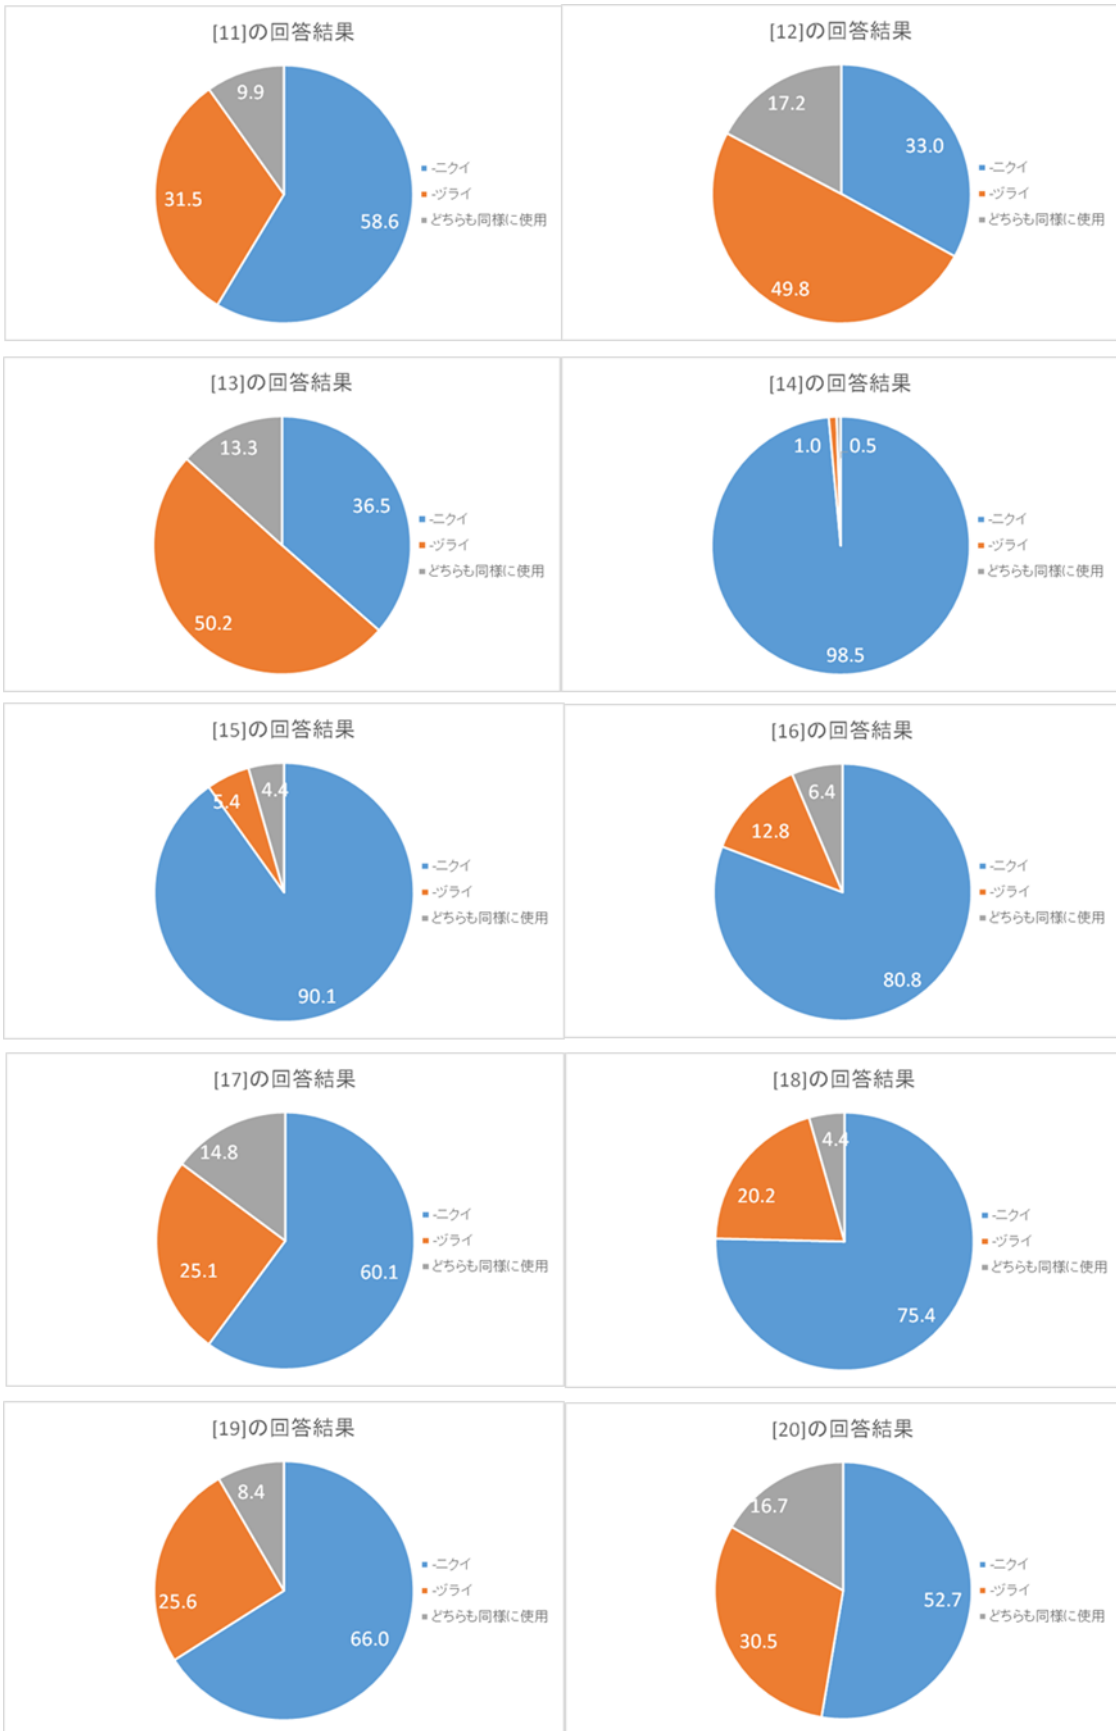 [11]の回答結果
9.9
31.5
58.6
-ニクイ
-ヅライ
どちらも同様に使用
[12]の回答結果
17.2
33.0
49.8
-ニクイ
-ヅライ
どちらも同様に使用
[13]の回答結果
13.3
36.5
50.2
-ニクイ
-ヅライ
どちらも同様に使用
[14]の回答結果
1.0
0.5
98.5
-ニクイ
-ヅライ
どちらも同様に使用
[15]の回答結果
5.4
4.4
90.1
-ニクイ
-ヅライ
どちらも同様に使用
[16]の回答結果
6.4
12.8
80.8
-ニクイ
-ヅライ
どちらも同様に使用
[17]の回答結果
14.8
25.1
60.1
-ニクイ
-ヅライ
どちらも同様に使用
[18]の回答結果
4.4
20.2
75.4
-ニクイ
-ヅライ
どちらも同様に使用
[19]の回答結果
8.4
25.6
66.0
-ニクイ
-ヅライ
どちらも同様に使用
[20]の回答結果
16.7
52.7
30.5
-ニクイ
-ヅライ
どちらも同様に使用